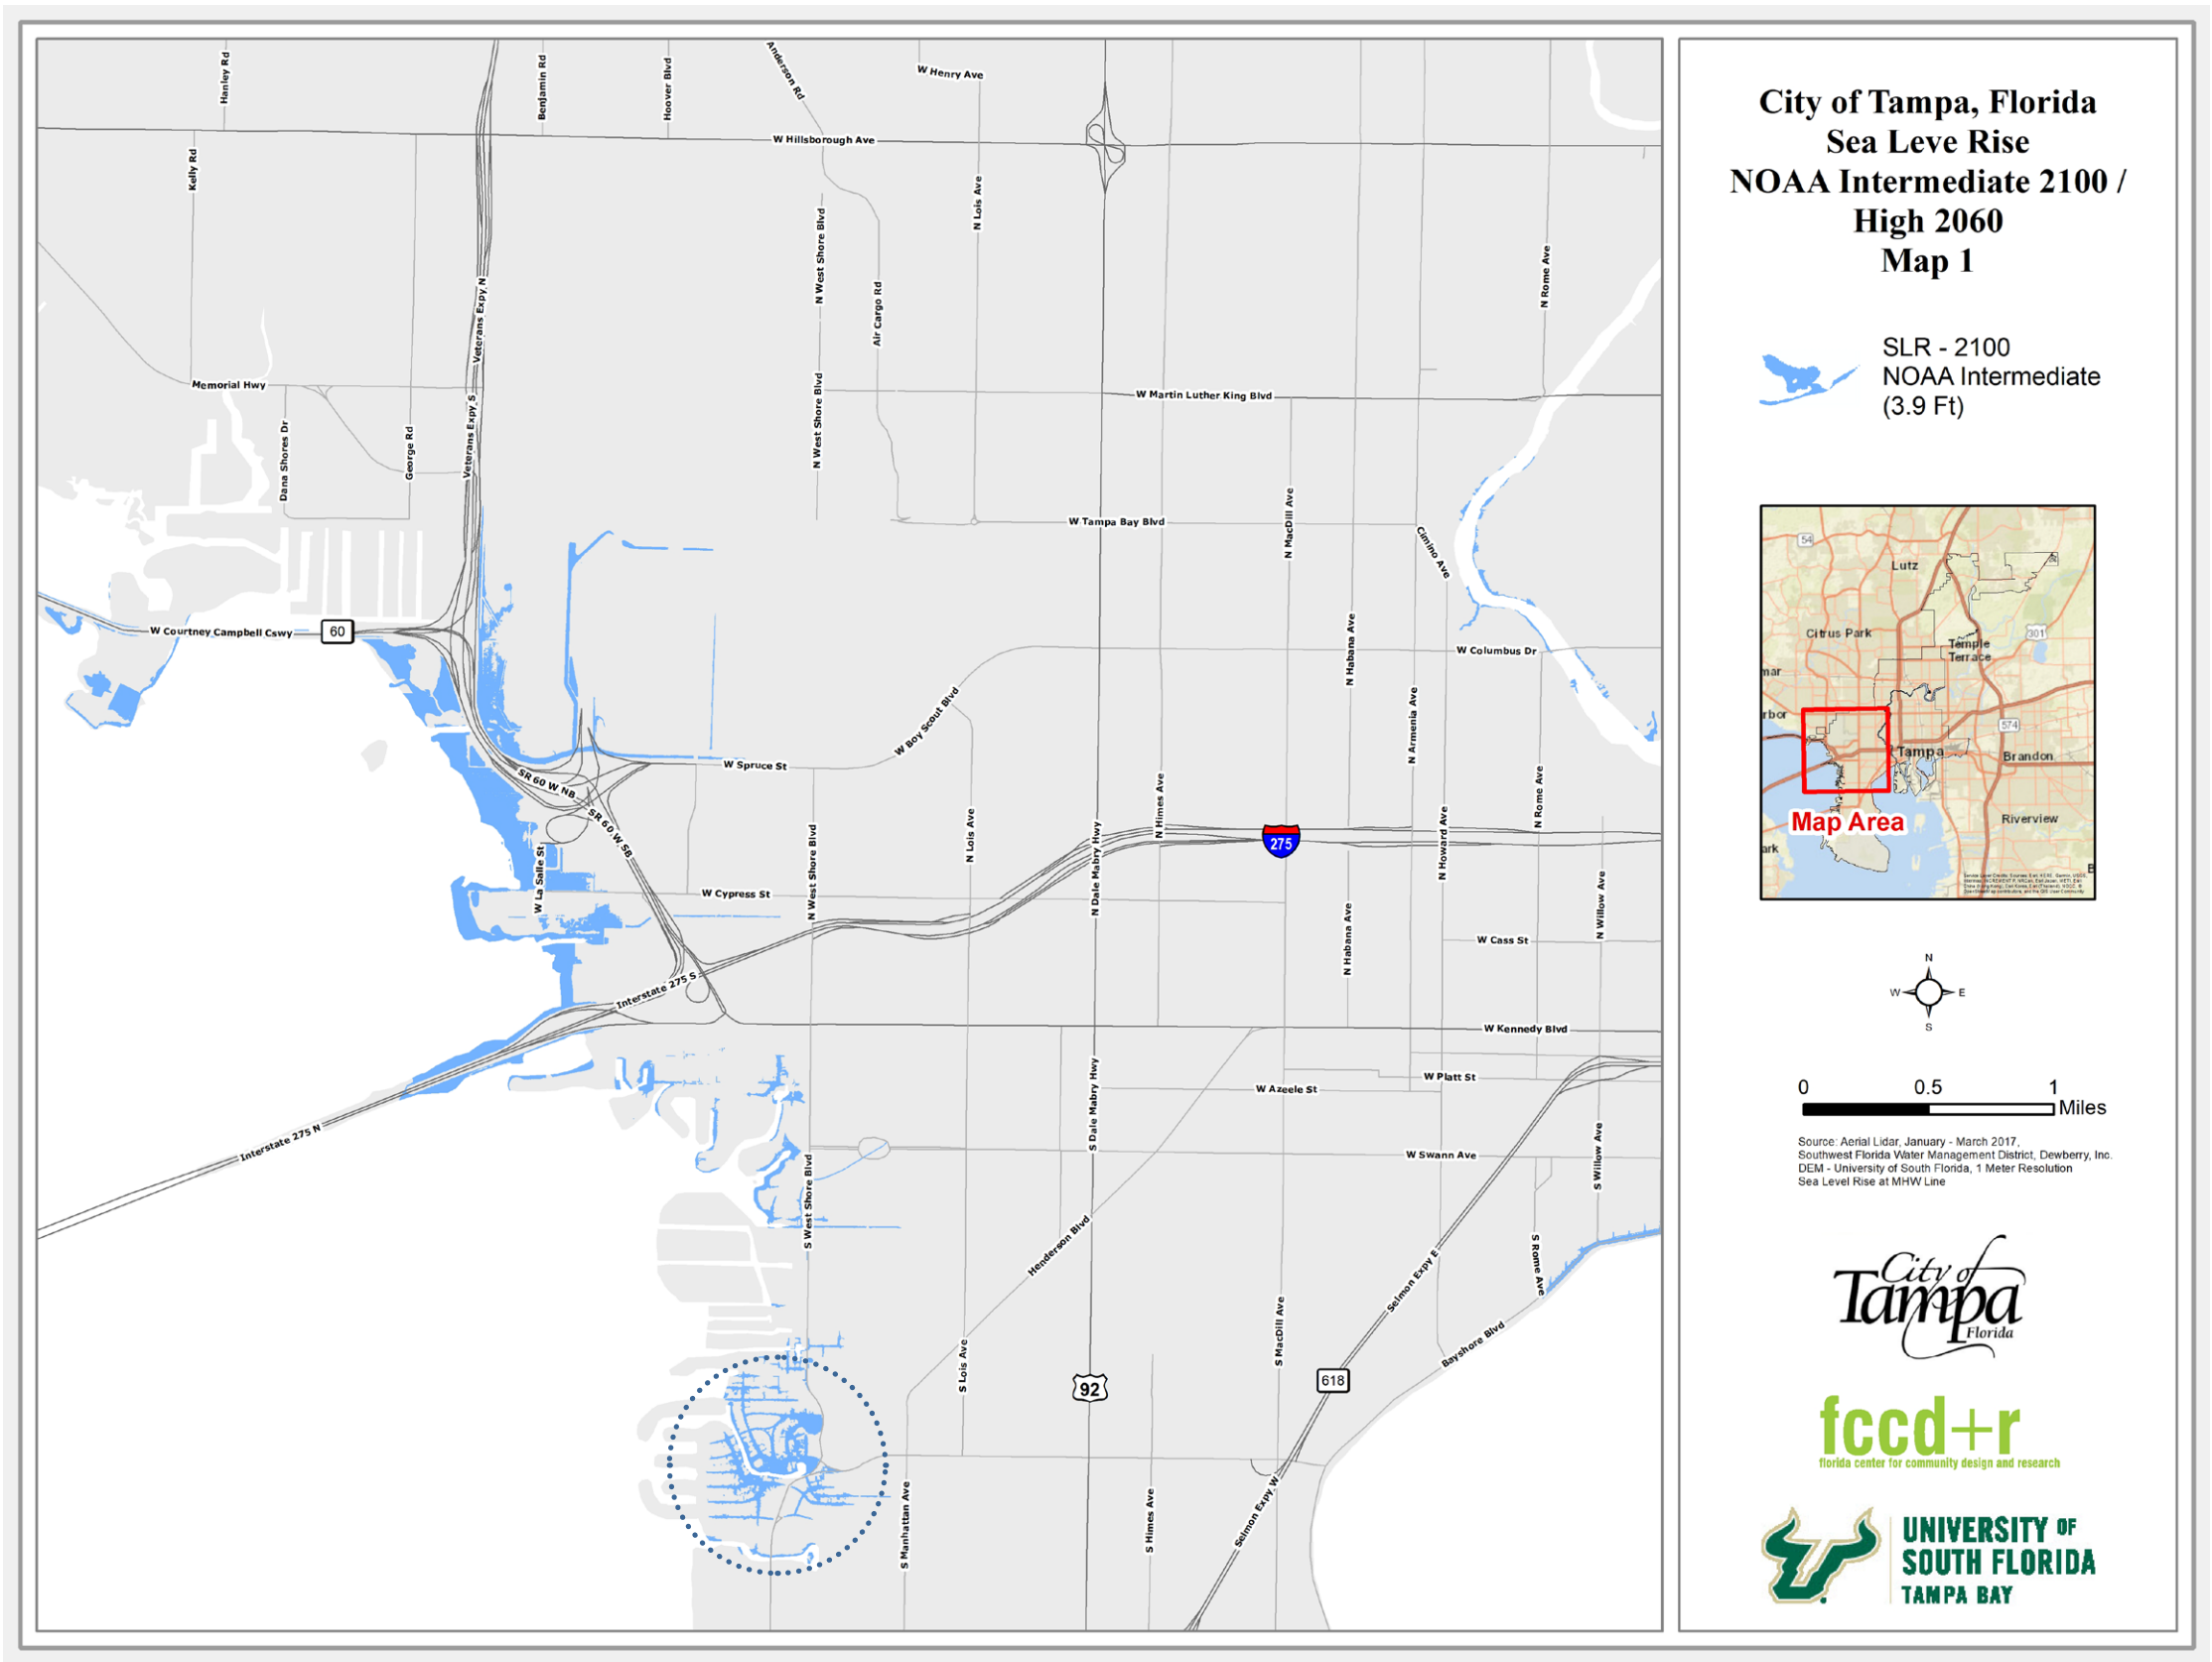 Hanley Rd
Benjamin Rd
Hoover Blvd
Anderson Rd
W Henry Ave
W Hillsborough Ave
Kelly Rd
N Lois Ave
N West Shore Blvd
Air Cargo Rd
N Rome Ave
Veterans Expy N
Memorial Hwy
Veterans Expy S
N West Shore Blvd
W Martin Luther King Blvd
Dana Shores Dr
George Rd
W Tampa Bay Blvd
N MacDill Ave
Cimino Ave
W Courtney Campbell Cswy
60
N Habana Ave
W Columbus Dr
W Boy Scout Blvd
N Armenia Ave
W Spruce St
SR 60 W NB
SR 60 W SB
N Himes Ave
N Rome Ave
N Lois Ave
N Dale Mabry Hwy
275
N Howard Ave
W La Salle St
N West Shore Blvd
W Cypress St
N Willow Ave
N Habana Ave
W Cass St
Interstate 275 S
W Kennedy Blvd
W Platt St
W Azeele St
S Dale Mabry Hwy
Interstate 275 N
W Swann Ave
S Willow Ave
S West Shore Blvd
Henderson Blvd
Selmon Expy E
S Rome Ave
S MacDill Ave
Bayshore Blvd
S Lois Ave
92
618
S Manhattan Ave
S Himes Ave
Selmon Expy W
City of Tampa, Florida
Sea Leve Rise
NOAA Intermediate 2100 /
High 2060
Map 1
SLR - 2100
NOAA Intermediate
(3.9 Ft)
54
Lutz
Citrus Park
301
Temple
Terrace
mar
rbor
574
Tampa
Brandon
Map Area
Riverview
ark
B
N
W
E
S
0
0.5
1
Miles
Source: Aerial Lidar, January - March 2017,
Southwest Florida Water Management District, Dewberry, Inc.
DEM - University of South Florida, 1 Meter Resolution
Sea Level Rise at MHW Line
City of
Tampa
Florida
fccd+r
florida center for community design and research
UNIVERSITY OF
SOUTH FLORIDA
TAMPA BAY